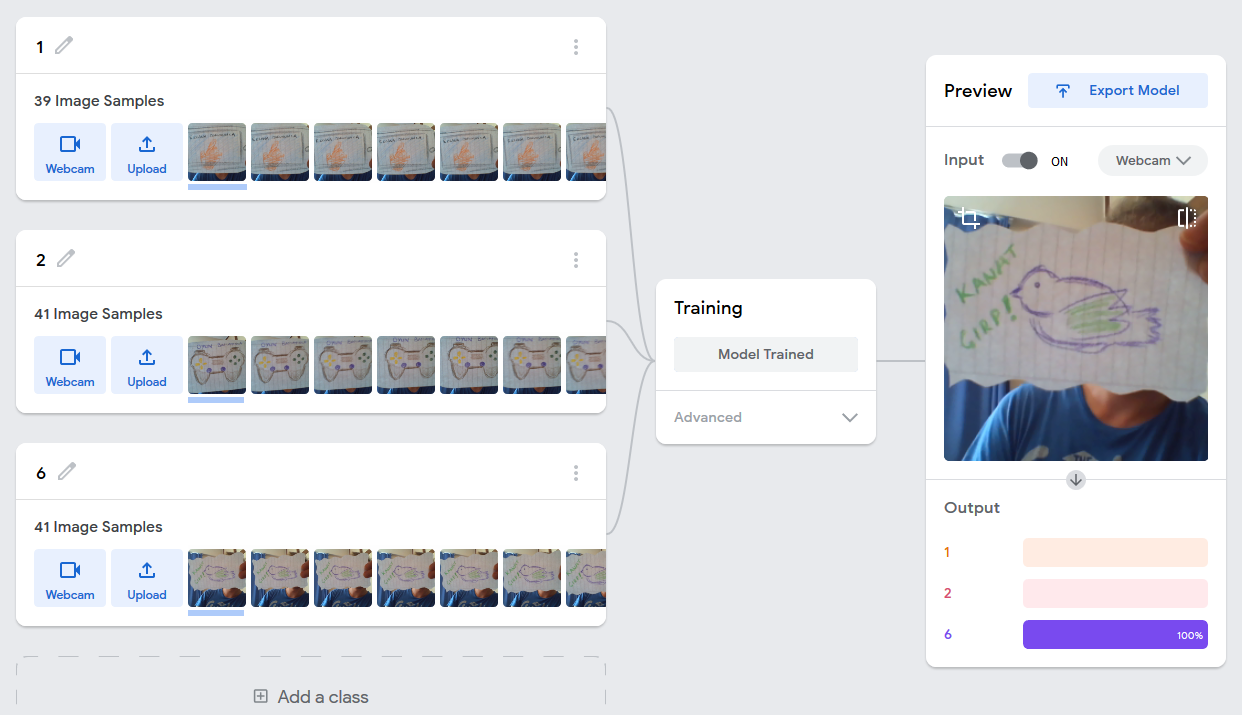 1
39 Image Samples
Webcam
Upload
2
41 Image Samples
Webcam
Upload
6
41 Image Samples
Webcam
Upload
Add a class
Training
Model Trained
Advanced
Preview
Export Model
Input
ON
Webcam
KANAT
GIRP!
Output
1
2
6
100%